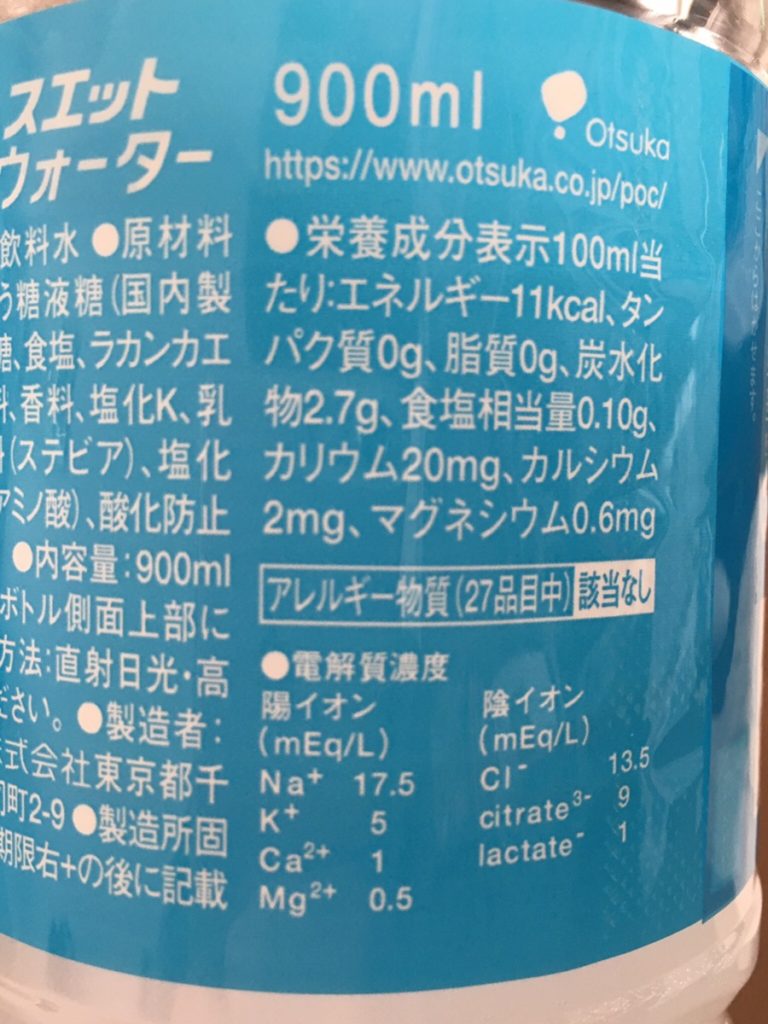 スエット
ウォーター
900ml
Otsuka
https://www.otsuka.co.jp/poc/
飲料水 ●原材料
う糖液糖(国内製
糖、食塩、ラカンカエ
料、香料、塩化K、乳
料(ステビア)、塩化
アミノ酸)、酸化防止
●内容量:900ml
ボトル側面上部に
方法:直射日光・高
ださい。●製造者:
株式会社東京都千
司町2-9●製造所固
期限右+の後に記載
●栄養成分表示100ml当
たり:エネルギー11kcal、タン
パク質0g、脂質0g、炭水化
物2.7g、食塩相当量0.10g、
カリウム20mg、カルシウム
2mg、マグネシウム0.6mg
アレルギー物質(27品目中)該当なし
●電解質濃度
陽イオン
(mEq/L)
Na+ 17.5
K+ 5
Ca2+ 1
Mg2+ 0.5
陰イオン
(mEq/L)
Cl- 13.5
citrate3- 9
lactate- 1